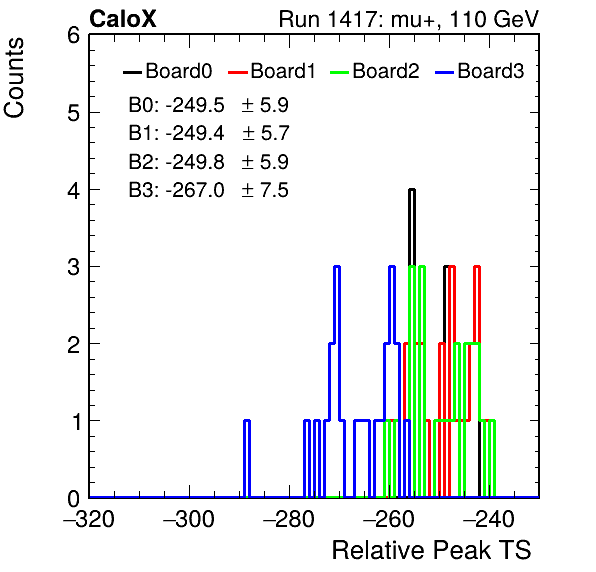 CaloX Run 1417: mu+, 110 GeV
Counts
Board0 Board1 Board2 Board3
B0: -249.5 ± 5.9
B1: -249.4 ± 5.7
B2: -249.8 ± 5.9
B3: -267.0 ± 7.5
6
5
4
3
2
1
0
−320 −300 −280 −260 −240
Relative Peak TS